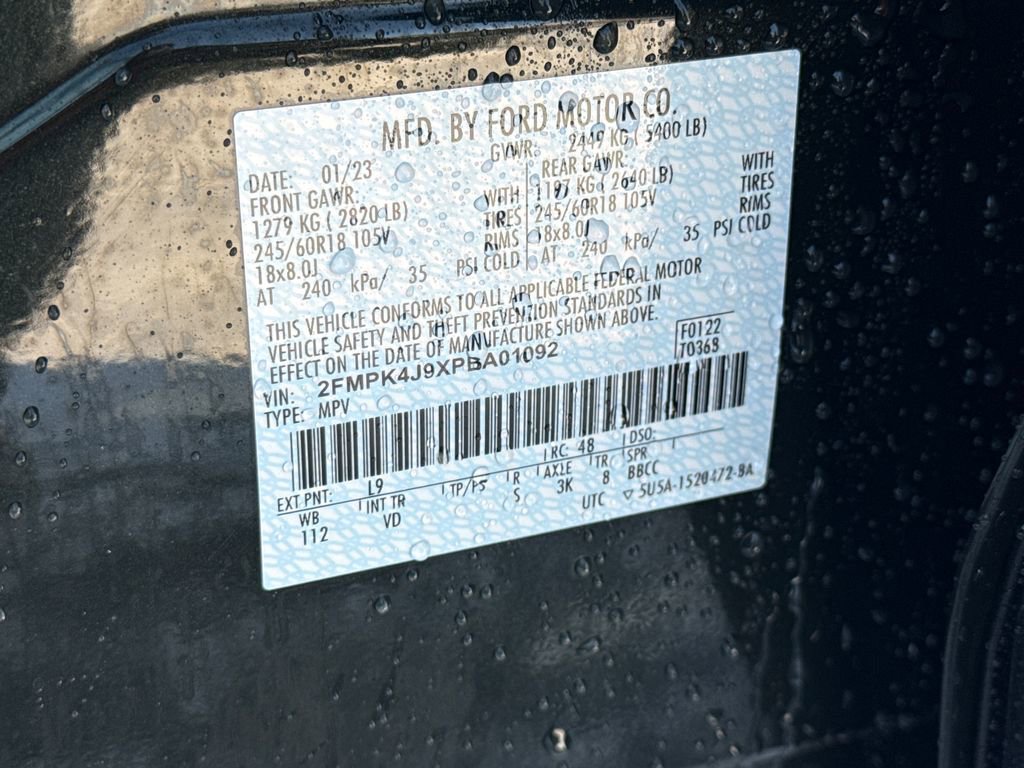 MFD. BY FORD MOTOR CO.
DATE: 01/23 GVWR: 2449 KG ( 5400 LB)
FRONT GAWR: REAR GAWR:
1279 KG ( 2820 LB) WITH 1197 KG ( 2640 LB) WITH
245/60R18 105V TIRES 245/60R18 105V TIRES
18x8.0J RIMS 18x8.0J RIMS
AT 240 kPa/ 35 PSI COLD AT 240 kPa/ 35 PSI COLD
THIS VEHICLE CONFORMS TO ALL APPLICABLE FEDERAL MOTOR
VEHICLE SAFETY AND THEFT PREVENTION STANDARDS IN
EFFECT ON THE DATE OF MANUFACTURE SHOWN ABOVE.
VIN: 2FMPK4J9XPBA01092 F0122
TYPE: MPV T0368
EXT PNT: L9 RC: 48 DSO:
WB INT TR TP/PS R AXLE TR SPR
112 VD S 3K 8 BBCC
UTC ▽ 5U5A-1520472-BA